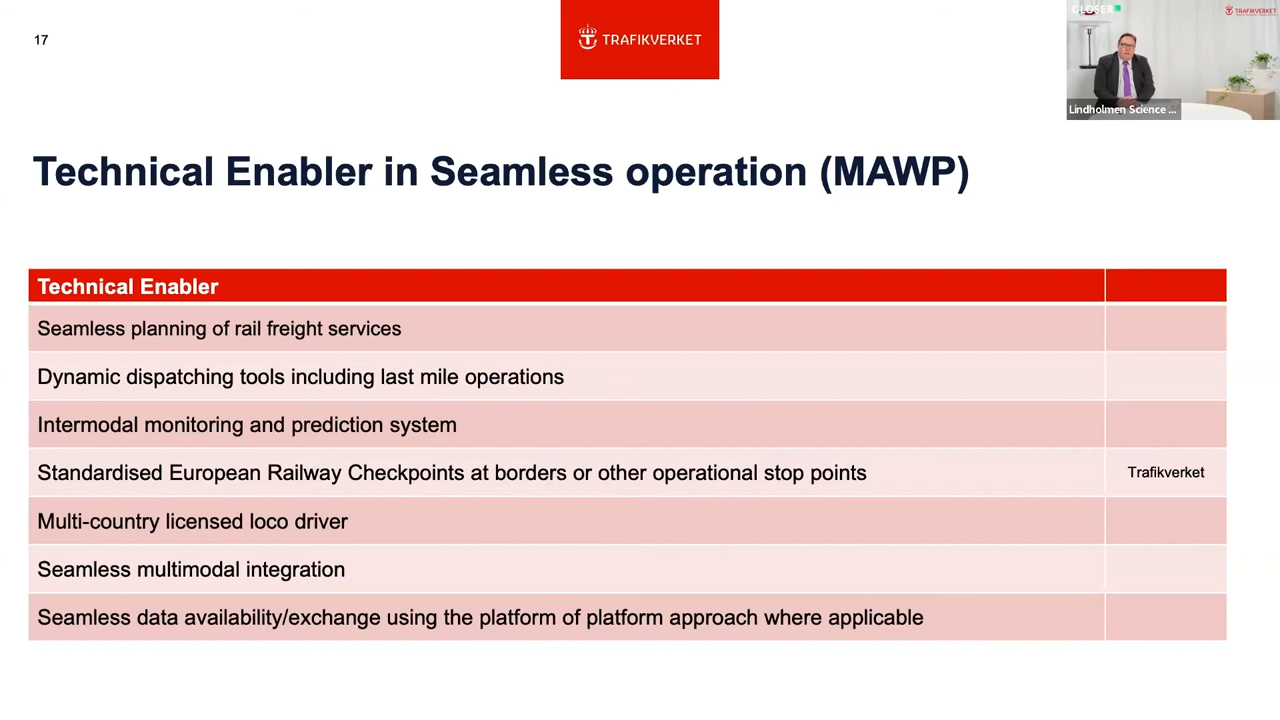 17
TRAFIKVERKET
CLOSER
TRAFIKVERKET
Lindholmen Science ...
Technical Enabler in Seamless operation (MAWP)
Technical Enabler
Seamless planning of rail freight services
Dynamic dispatching tools including last mile operations
Intermodal monitoring and prediction system
Standardised European Railway Checkpoints at borders or other operational stop points Trafikverket
Multi-country licensed loco driver
Seamless multimodal integration
Seamless data availability/exchange using the platform of platform approach where applicable